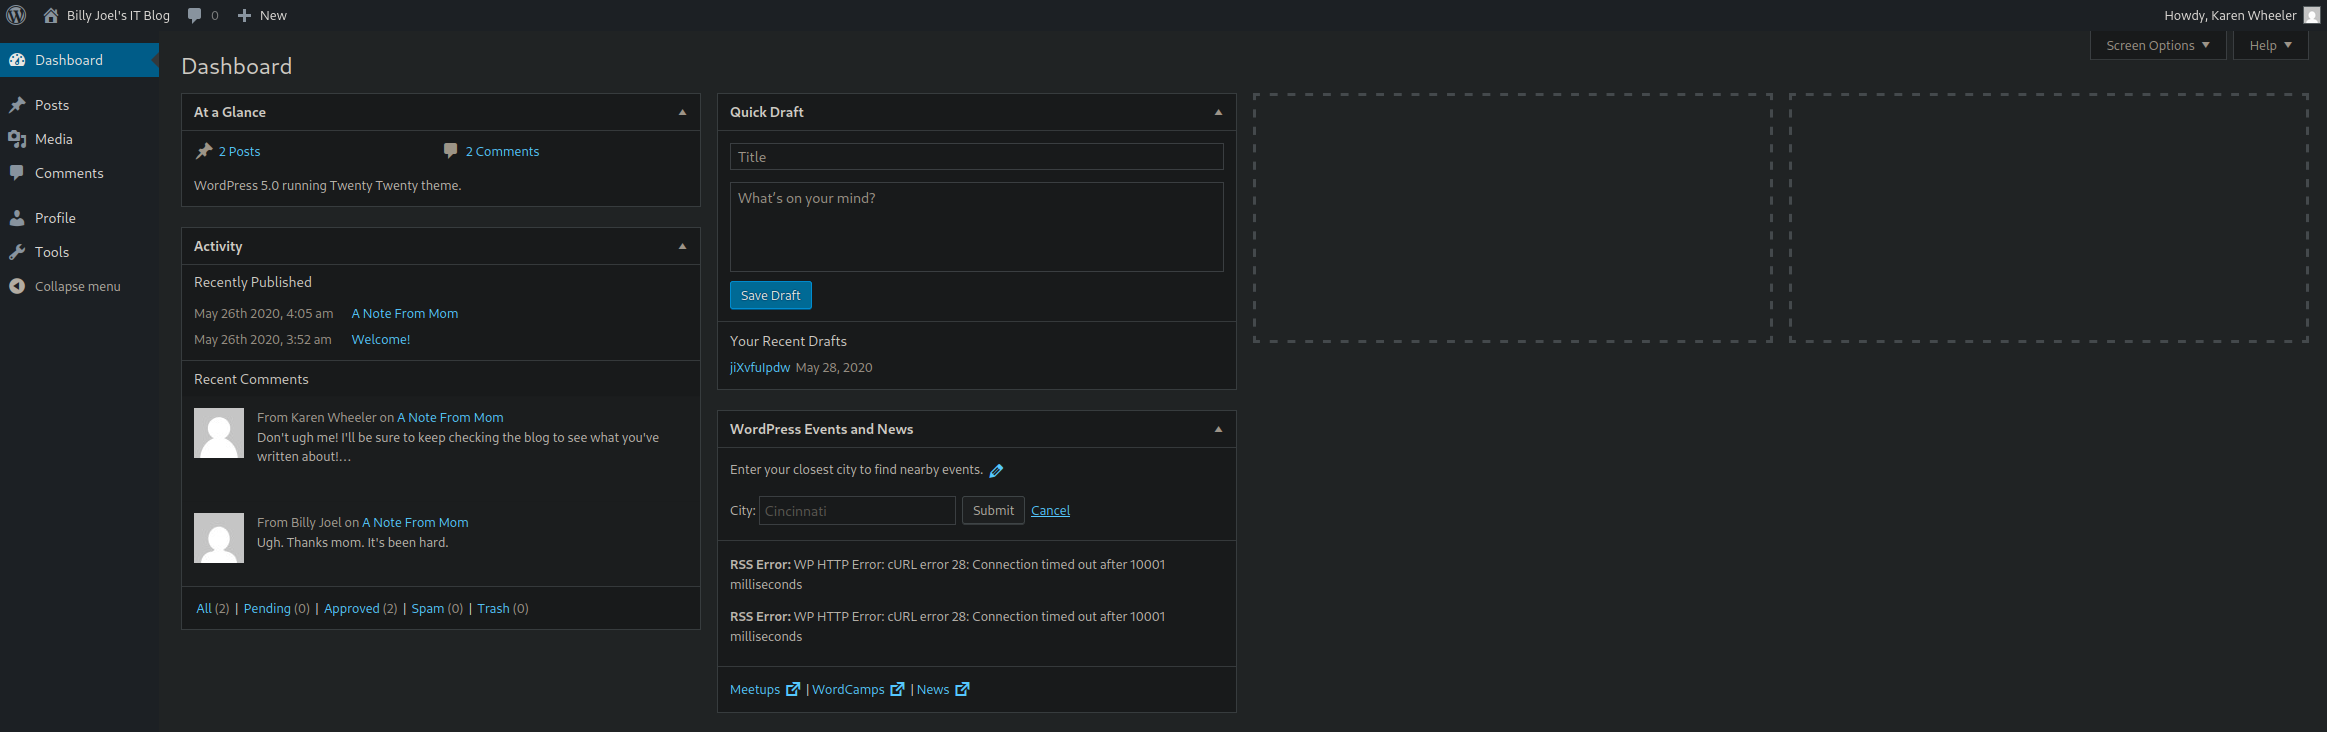 Billy Joel's IT Blog 0 New Howdy, Karen Wheeler
Screen Options Help
Dashboard
Posts
Media
Comments
Profile
Tools
Collapse menu
Dashboard
At a Glance
2 Posts 2 Comments
WordPress 5.0 running Twenty Twenty theme.
Activity
Recently Published
May 26th 2020, 4:05 am A Note From Mom
May 26th 2020, 3:52 am Welcome!
Recent Comments
From Karen Wheeler on A Note From Mom
Don't ugh me! I'll be sure to keep checking the blog to see what you've
written about!…
From Billy Joel on A Note From Mom
Ugh. Thanks mom. It's been hard.
All (2) | Pending (0) | Approved (2) | Spam (0) | Trash (0)
Quick Draft
Title
What's on your mind?
Save Draft
Your Recent Drafts
jiXvfuIpdw May 28, 2020
WordPress Events and News
Enter your closest city to find nearby events.
City: Cincinnati Submit Cancel
RSS Error: WP HTTP Error: cURL error 28: Connection timed out after 10001
milliseconds
RSS Error: WP HTTP Error: cURL error 28: Connection timed out after 10001
milliseconds
Meetups | WordCamps | News